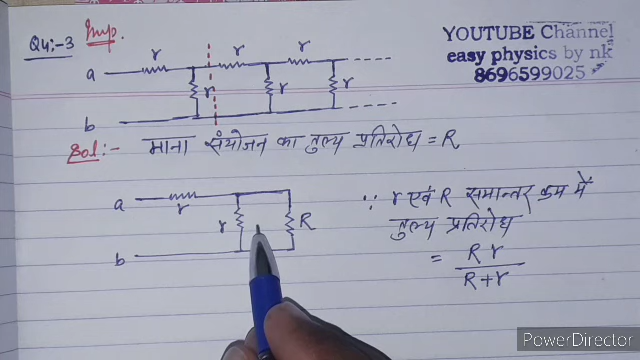 Q4:-3 Imp.
YOUTUBE Channel
easy physics by nk
8696599025
r r r
a
r r r
b
Sol:- माना संयोजन का तुल्य प्रतिरोध = R
a r
r R
b
∵ r एवं R समान्तर क्रम में
तुल्य प्रतिरोध
= R r
R+r
PowerDirector